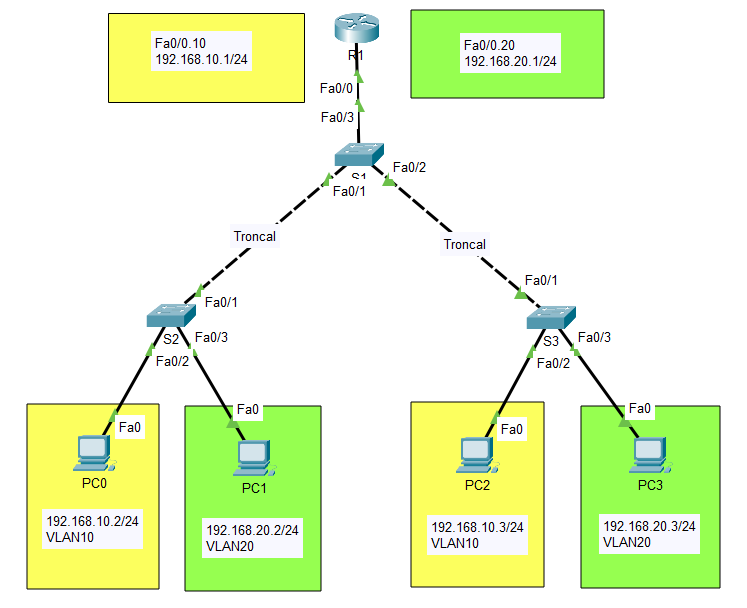 Fa0/0.10
192.168.10.1/24
R1
Fa0/0.20
192.168.20.1/24
Fa0/0
Fa0/3
S1
Fa0/2
Fa0/1
Troncal
Troncal
Fa0/1
Fa0/1
S2
Fa0/3
Fa0/2
S3
Fa0/3
Fa0/2
Fa0
Fa0
Fa0
Fa0
PC0
PC1
PC2
PC3
192.168.10.2/24
VLAN10
192.168.20.2/24
VLAN20
192.168.10.3/24
VLAN10
192.168.20.3/24
VLAN20